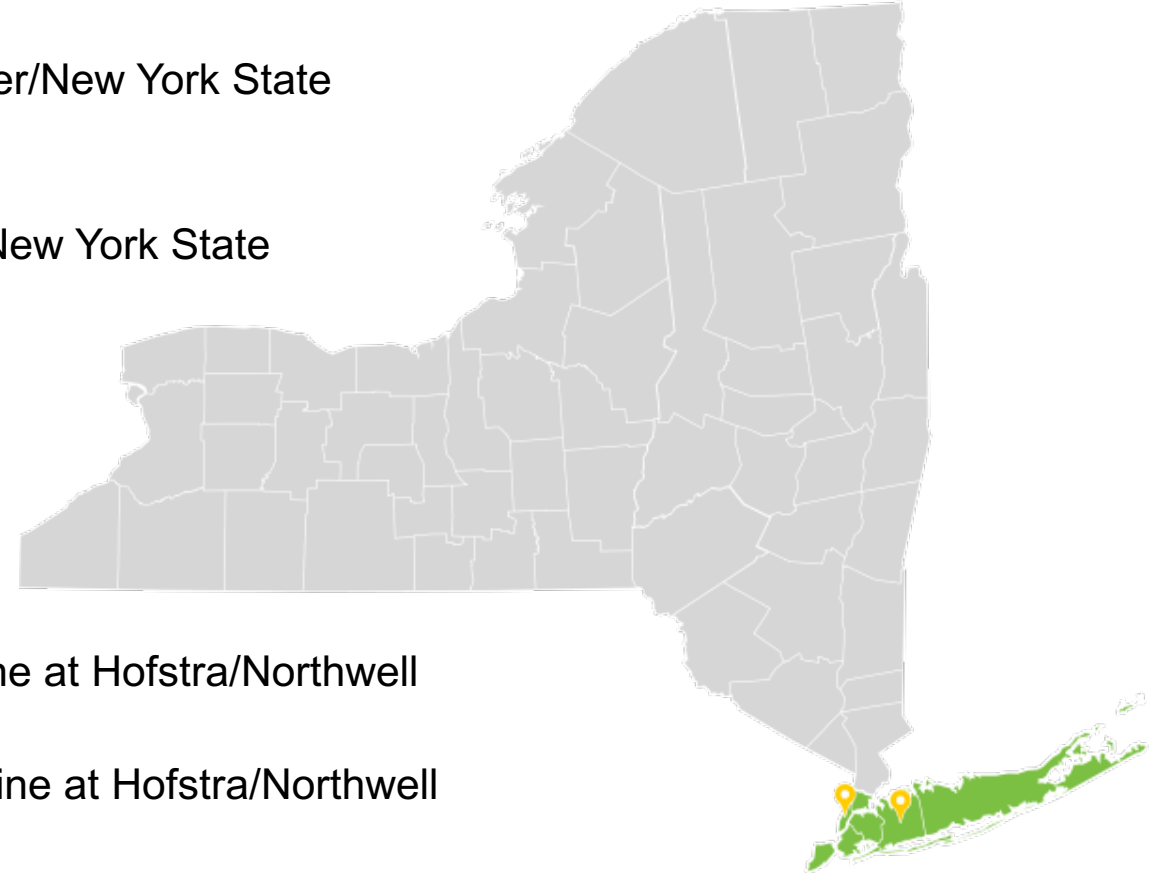 er/New York State
New York State
ne at Hofstra/Northwell
ine at Hofstra/Northwell